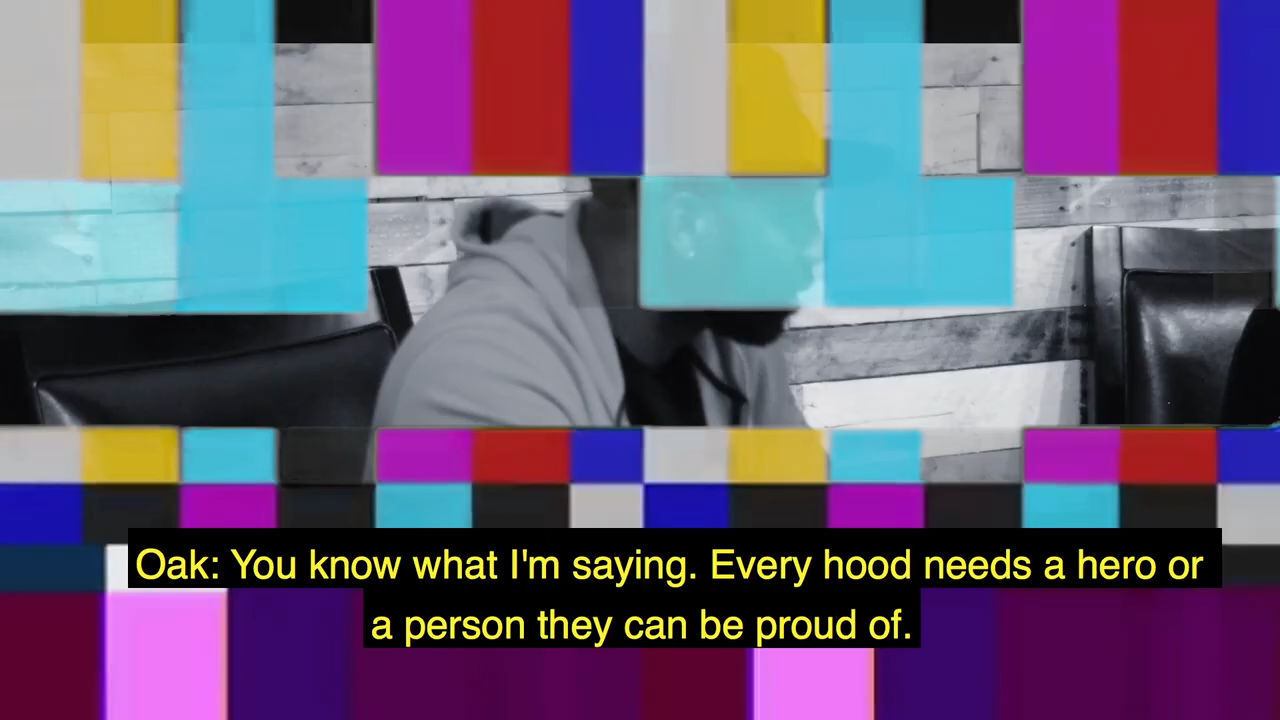 Oak: You know what I'm saying. Every hood needs a hero or
a person they can be proud of.